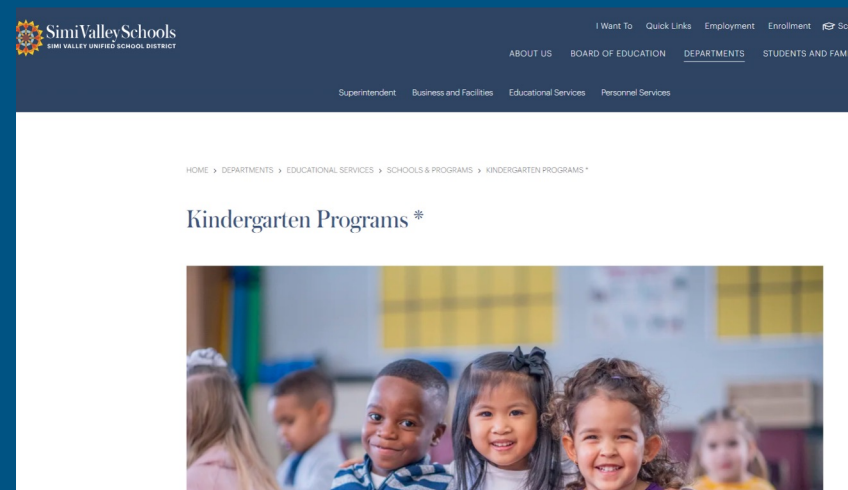 SimiValleySchools
SIMI VALLEY UNIFIED SCHOOL DISTRICT
I Want To Quick Links Employment Enrollment
ABOUT US BOARD OF EDUCATION DEPARTMENTS STUDENTS AND
Superintendent Business and Facilities Educational Services Personnel Services
HOME > DEPARTMENTS > EDUCATIONAL SERVICES > SCHOOLS & PROGRAMS > KINDERGARTEN PROGRAMS *
Kindergarten Programs *